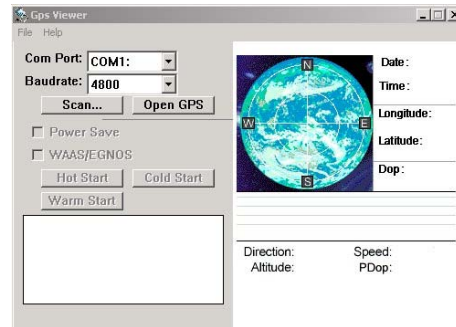 Gps Viewer
File Help
Com Port: COM1:
Baudrate: 4800
Scan... Open GPS
Power Save
WAAS/EGNOS
Hot Start Cold Start
Warm Start
N
W E
S
Date:
Time:
Longitude:
Latitude:
Dop:
Direction: Speed:
Altitude: PDop: